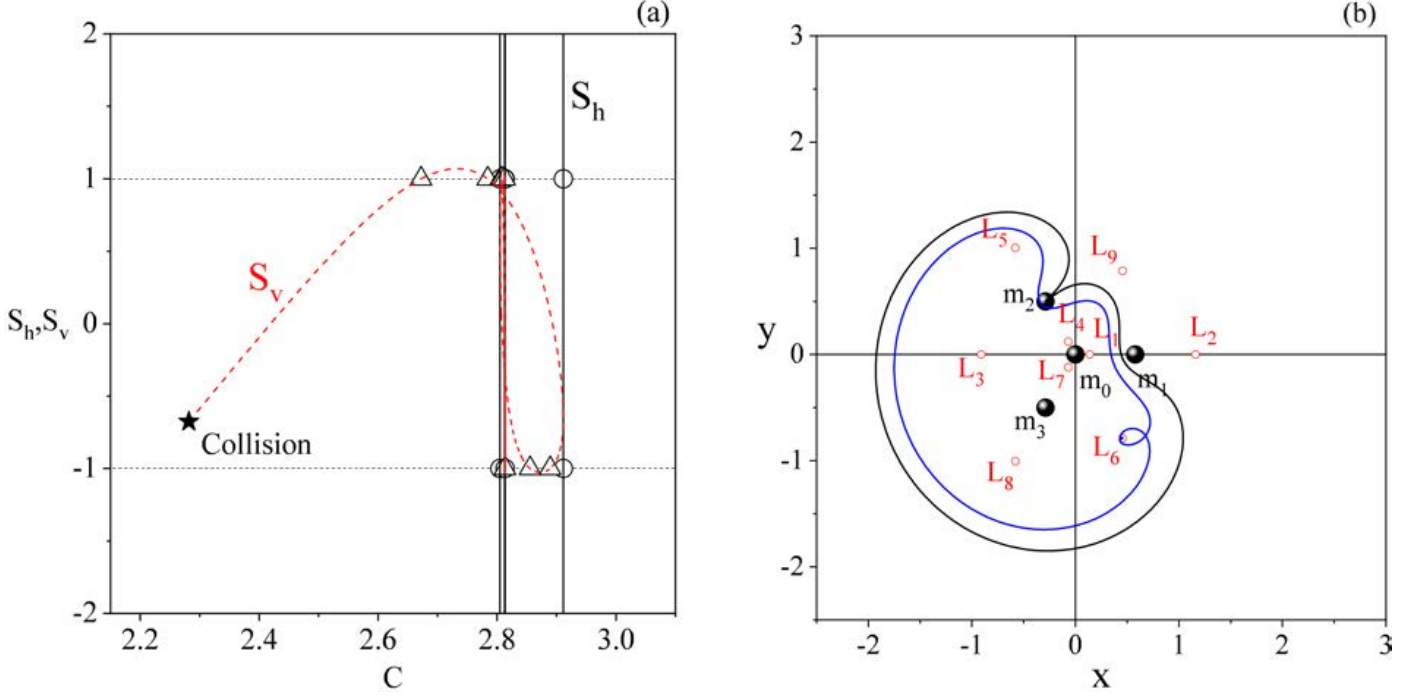 (a)
2
1
0
-1
-2
S_h,S_v
S_h
S_v
Collision
2.2 2.4 2.6 2.8 3.0
C
(b)
3
2
1
0
-1
-2
y
L_5 L_9
m_2
L_4 L_1 L_2
L_3 L_7 m_0 m_1
m_3
L_8 L_6
-2 -1 0 1 2 3
x